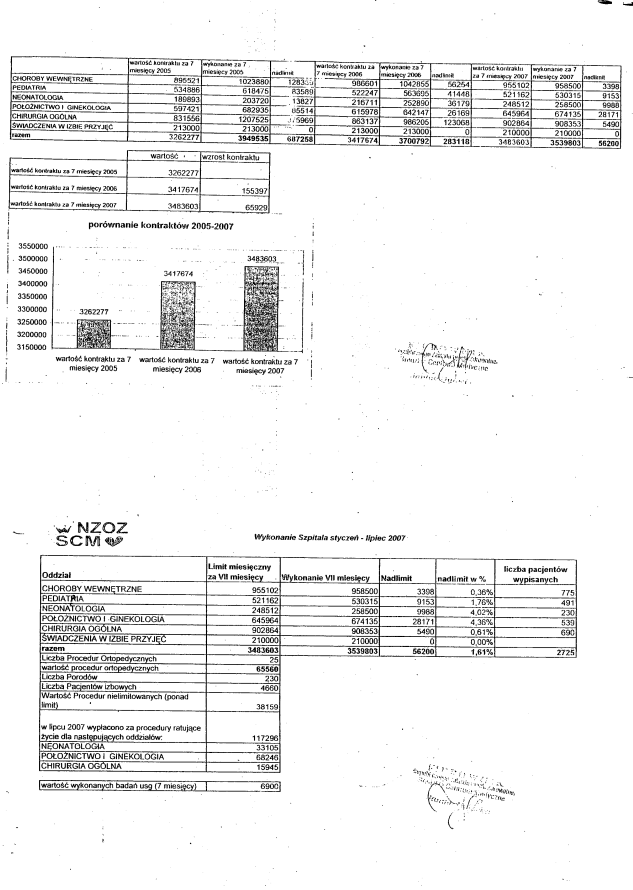 wartość kontraktu za 7 miesięcy 2005 wykonanie za 7 miesięcy 2005 nadlimit wartość kontraktu za 7 miesięcy 2006 wykonanie za 7 miesięcy 2006 nadlimit wartość kontraktu za 7 miesięcy 2007 wykonanie za 7 miesięcy 2007 nadlimit
CHOROBY WEWNĘTRZNE 895521 1023880 128359 986601 1042855 56254 955102 958500 3398
PEDIATRIA 534886 618475 83589 522247 563695 41448 521162 530315 9153
NEONATOLOGIA 189893 203720 13827 216711 252890 36179 248512 258500 9988
POŁOŻNICTWO I GINEKOLOGIA 597421 682935 85514 615978 642147 26169 645964 674135 28171
CHIRURGIA OGÓLNA 831556 1207525 863137 986205 123068 902864 908353 5490
ŚWIADCZENIA W IZBIE PRZYJĘĆ 213000 213000 0 213000 213000 0 210000 210000 0
razem 3262277 3949535 687258 3417674 3700792 283118 3483603 3539803 56200
wartość wzrost kontraktu
wartość kontraktu za 7 miesięcy 2005 3262277
wartość kontraktu za 7 miesięcy 2006 3417674 155397
wartość kontraktu za 7 miesięcy 2007 3483603 65929
porównanie kontraktów 2005-2007
3550000
3500000
3450000
3400000
3350000
3300000
3250000
3200000
3150000
3262277
3417674
3483603
wartość kontraktu za 7 miesięcy 2005
wartość kontraktu za 7 miesięcy 2006
wartość kontraktu za 7 miesięcy 2007
NZOZ
SCM
Wykonanie Szpitala styczeń - lipiec 2007
Oddział Limit miesięczny za VII miesięcy Wykonanie VII miesięcy Nadlimit nadlimit w % liczba pacjentów wypisanych
CHOROBY WEWNĘTRZNE 955102 958500 3398 0,36% 775
PEDIATRIA 521162 530315 9153 1,76% 491
NEONATOLOGIA 248512 258500 9988 4,02% 230
POŁOŻNICTWO I GINEKOLOGIA 645964 674135 28171 4,36% 539
CHIRURGIA OGÓLNA 902864 908353 5490 0,61% 690
ŚWIADCZENIA W IZBIE PRZYJĘĆ 210000 210000 0 0,00%
razem 3483603 3539803 56200 1,61% 2725
Liczba Procedur Ortopedycznych 25
wartość procedur ortopedycznych 65560
Liczba Porodów 230
Liczba Pacjentów izbowych 4660
Wartość Procedur nielimitowanych (ponad
limit) 38159
w lipcu 2007 wypłacono za procedury ratujące
życie dla następujących oddziałów: 117296
NEONATOLOGIA 33105
POŁOŻNICTWO I GINEKOLOGIA 68246
CHIRURGIA OGÓLNA 15945
wartość wykonanych badań usg (7 miesięcy) 6900